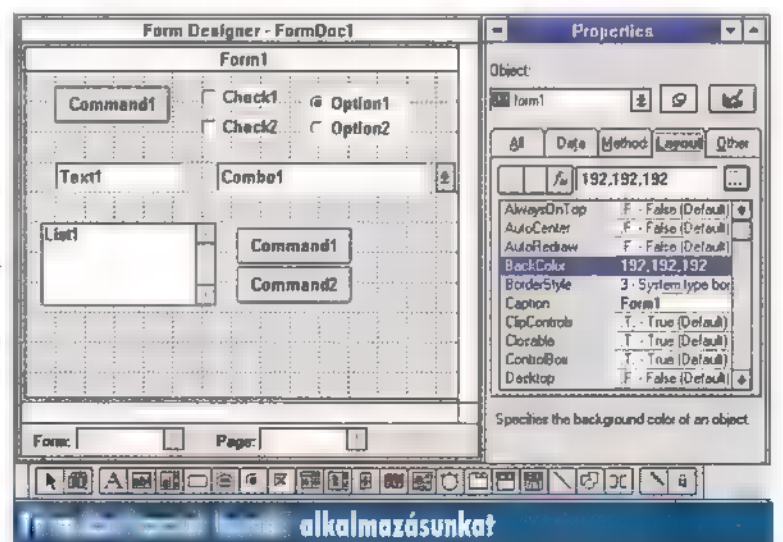 Form Designer - FormDoc1
Form1
Command1
Check1
Option1
Check2
Option2
Text1
Combo1
List1
Command1
Command2
Form:
Page:
Properties
Object:
form1
All Data Method Layout Other
192,192,192
AlwaysOnTop F - False (Default)
AutoCenter F - False (Default)
AutoRedraw F - False (Default)
BackColor 192,192,192
BorderStyle 3 - System type bor
Caption Form1
ClipControls T - True (Default)
Closable T - True (Default)
ControlBox T - True (Default)
Desktop F - False (Default)
Specifies the background color of an object.
alkalmazásunkat